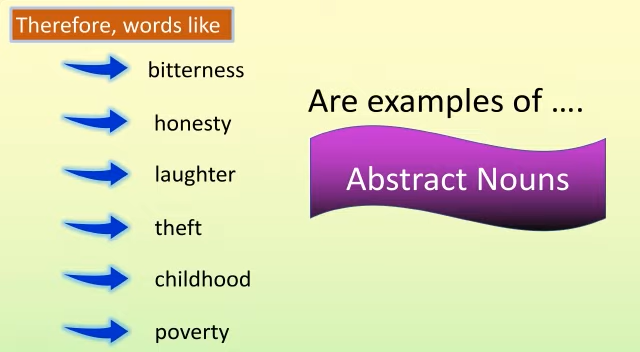 Therefore, words like
bitterness
honesty
laughter
theft
childhood
poverty
Are examples of ....
Abstract Nouns